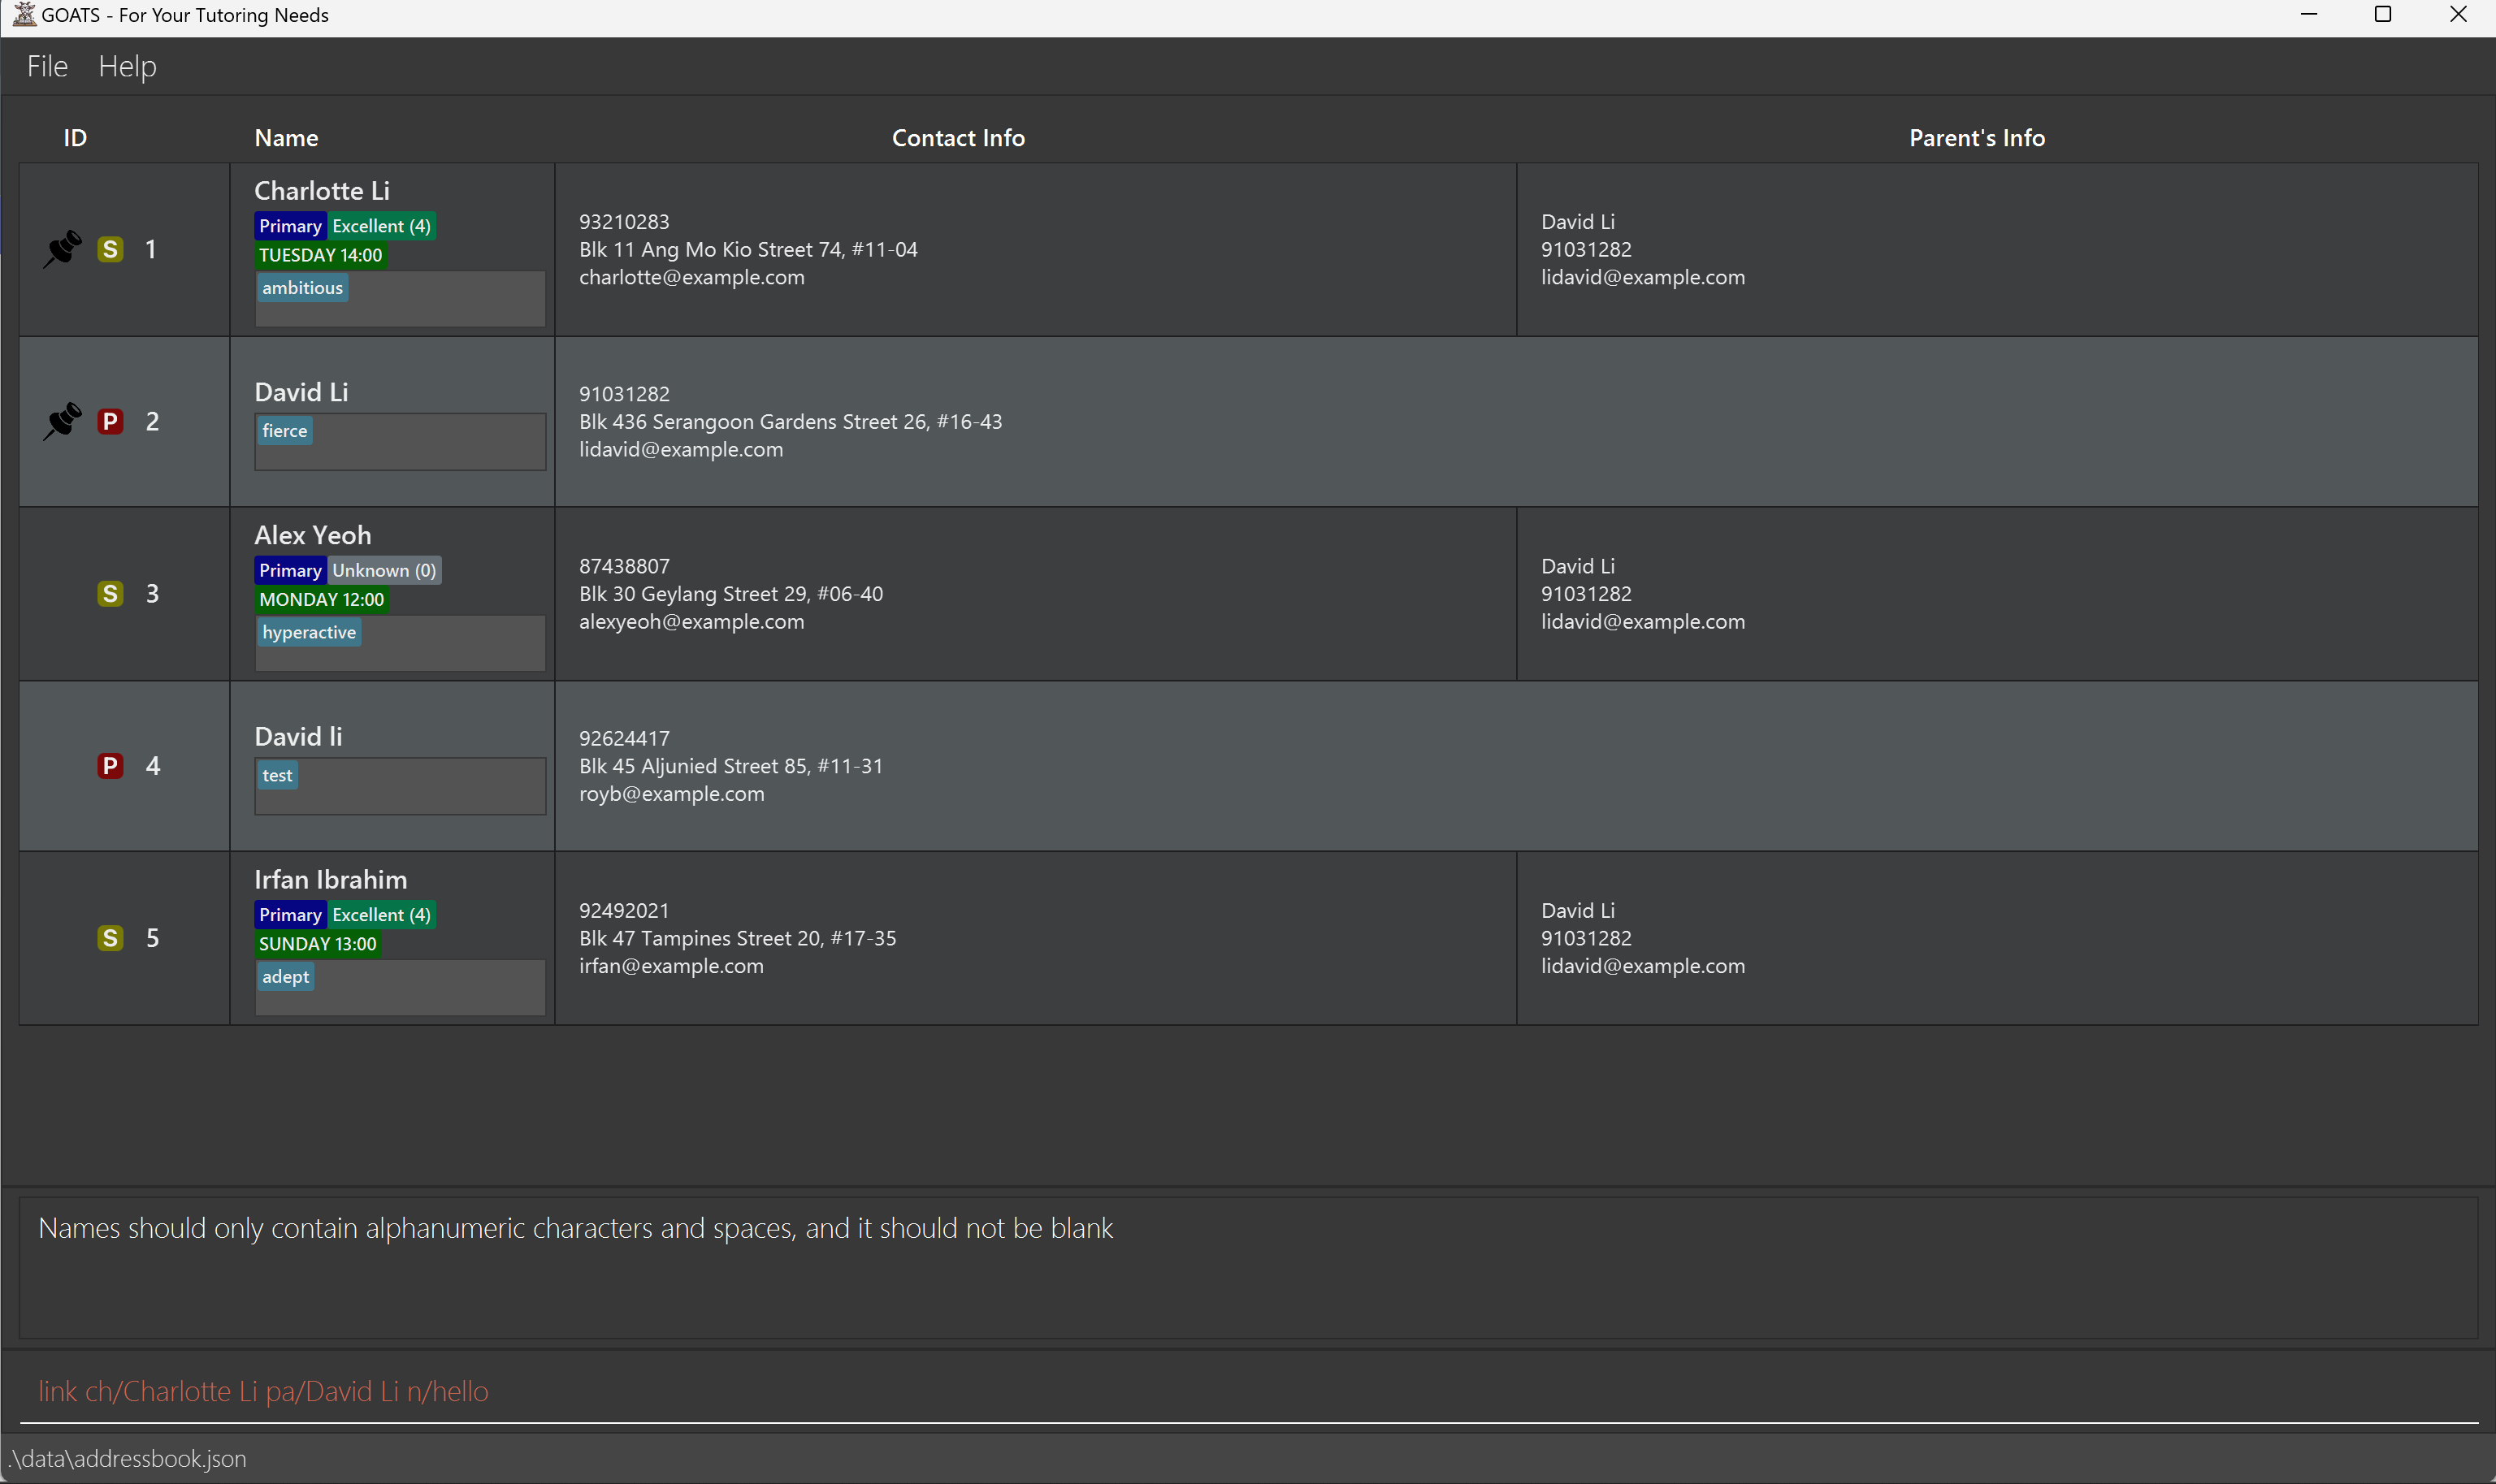 GOATS - For Your Tutoring Needs
File Help
ID Name Contact Info Parent's Info
S 1
Charlotte Li
Primary Excellent (4)
TUESDAY 14:00
ambitious
93210283
Blk 11 Ang Mo Kio Street 74, #11-04
charlotte@example.com
David Li
91031282
lidavid@example.com
P 2
David Li
fierce
91031282
Blk 436 Serangoon Gardens Street 26, #16-43
lidavid@example.com
S 3
Alex Yeoh
Primary Unknown (0)
MONDAY 12:00
hyperactive
87438807
Blk 30 Geylang Street 29, #06-40
alexyeoh@example.com
David Li
91031282
lidavid@example.com
P 4
David li
test
92624417
Blk 45 Aljunied Street 85, #11-31
royb@example.com
S 5
Irfan Ibrahim
Primary Excellent (4)
SUNDAY 13:00
adept
92492021
Blk 47 Tampines Street 20, #17-35
irfan@example.com
David Li
91031282
lidavid@example.com
Names should only contain alphanumeric characters and spaces, and it should not be blank
link ch/Charlotte Li pa/David Li n/hello
.\data\addressbook.json